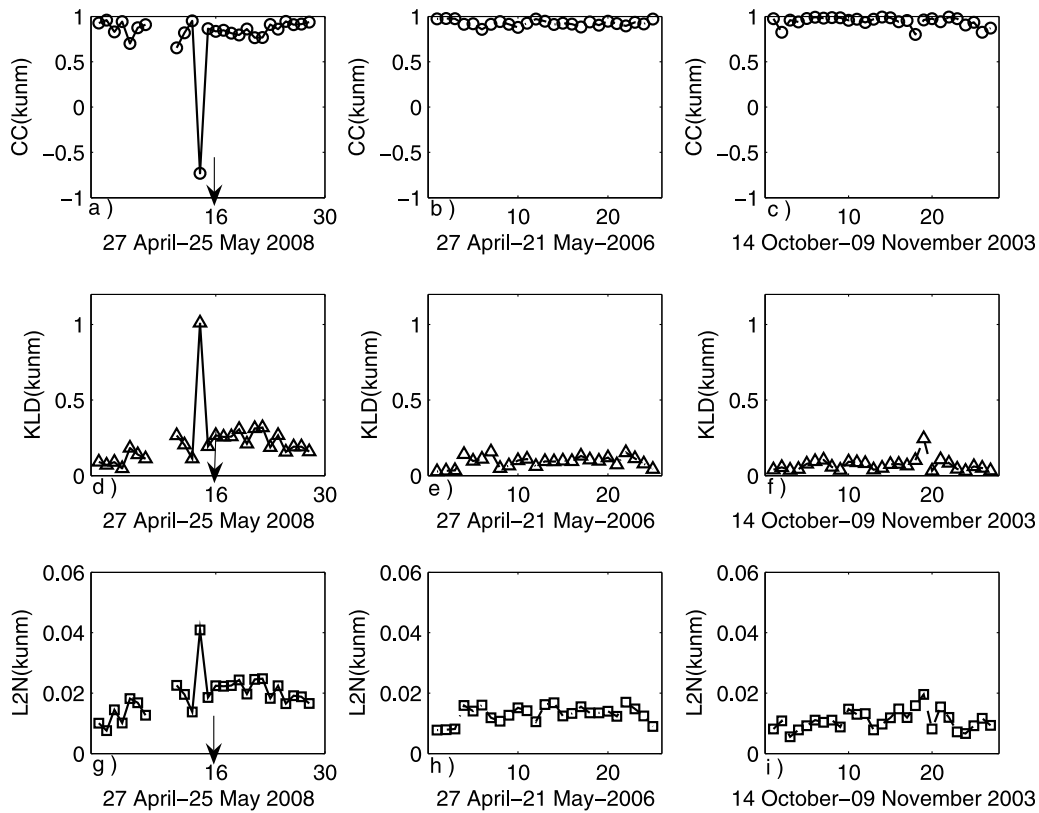 1
0.5
0
−0.5
−1
CC(kunm)
a )
16
30
27 April−25 May 2008
1
0.5
0
−0.5
−1
CC(kunm)
b )
10
20
27 April−21 May−2006
1
0.5
0
−0.5
−1
CC(kunm)
c )
10
20
14 October−09 November 2003
1
0.5
0
KLD(kunm)
d )
16
30
27 April−25 May 2008
1
0.5
0
KLD(kunm)
e )
10
20
27 April−21 May−2006
1
0.5
0
KLD(kunm)
f )
10
20
14 October−09 November 2003
0.06
0.04
0.02
0
L2N(kunm)
g )
16
30
27 April−25 May 2008
0.06
0.04
0.02
0
L2N(kunm)
h )
10
20
27 April−21 May−2006
0.06
0.04
0.02
0
L2N(kunm)
i )
10
20
14 October−09 November 2003